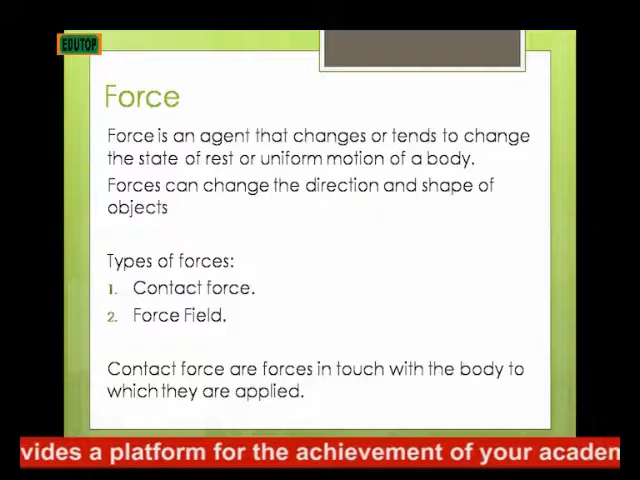 EDUTOP
Force
Force is an agent that changes or tends to change
the state of rest or uniform motion of a body.
Forces can change the direction and shape of
objects
Types of forces:
1. Contact force.
2. Force Field.
Contact force are forces in touch with the body to
which they are applied.
vides a platform for the achievement of your academ